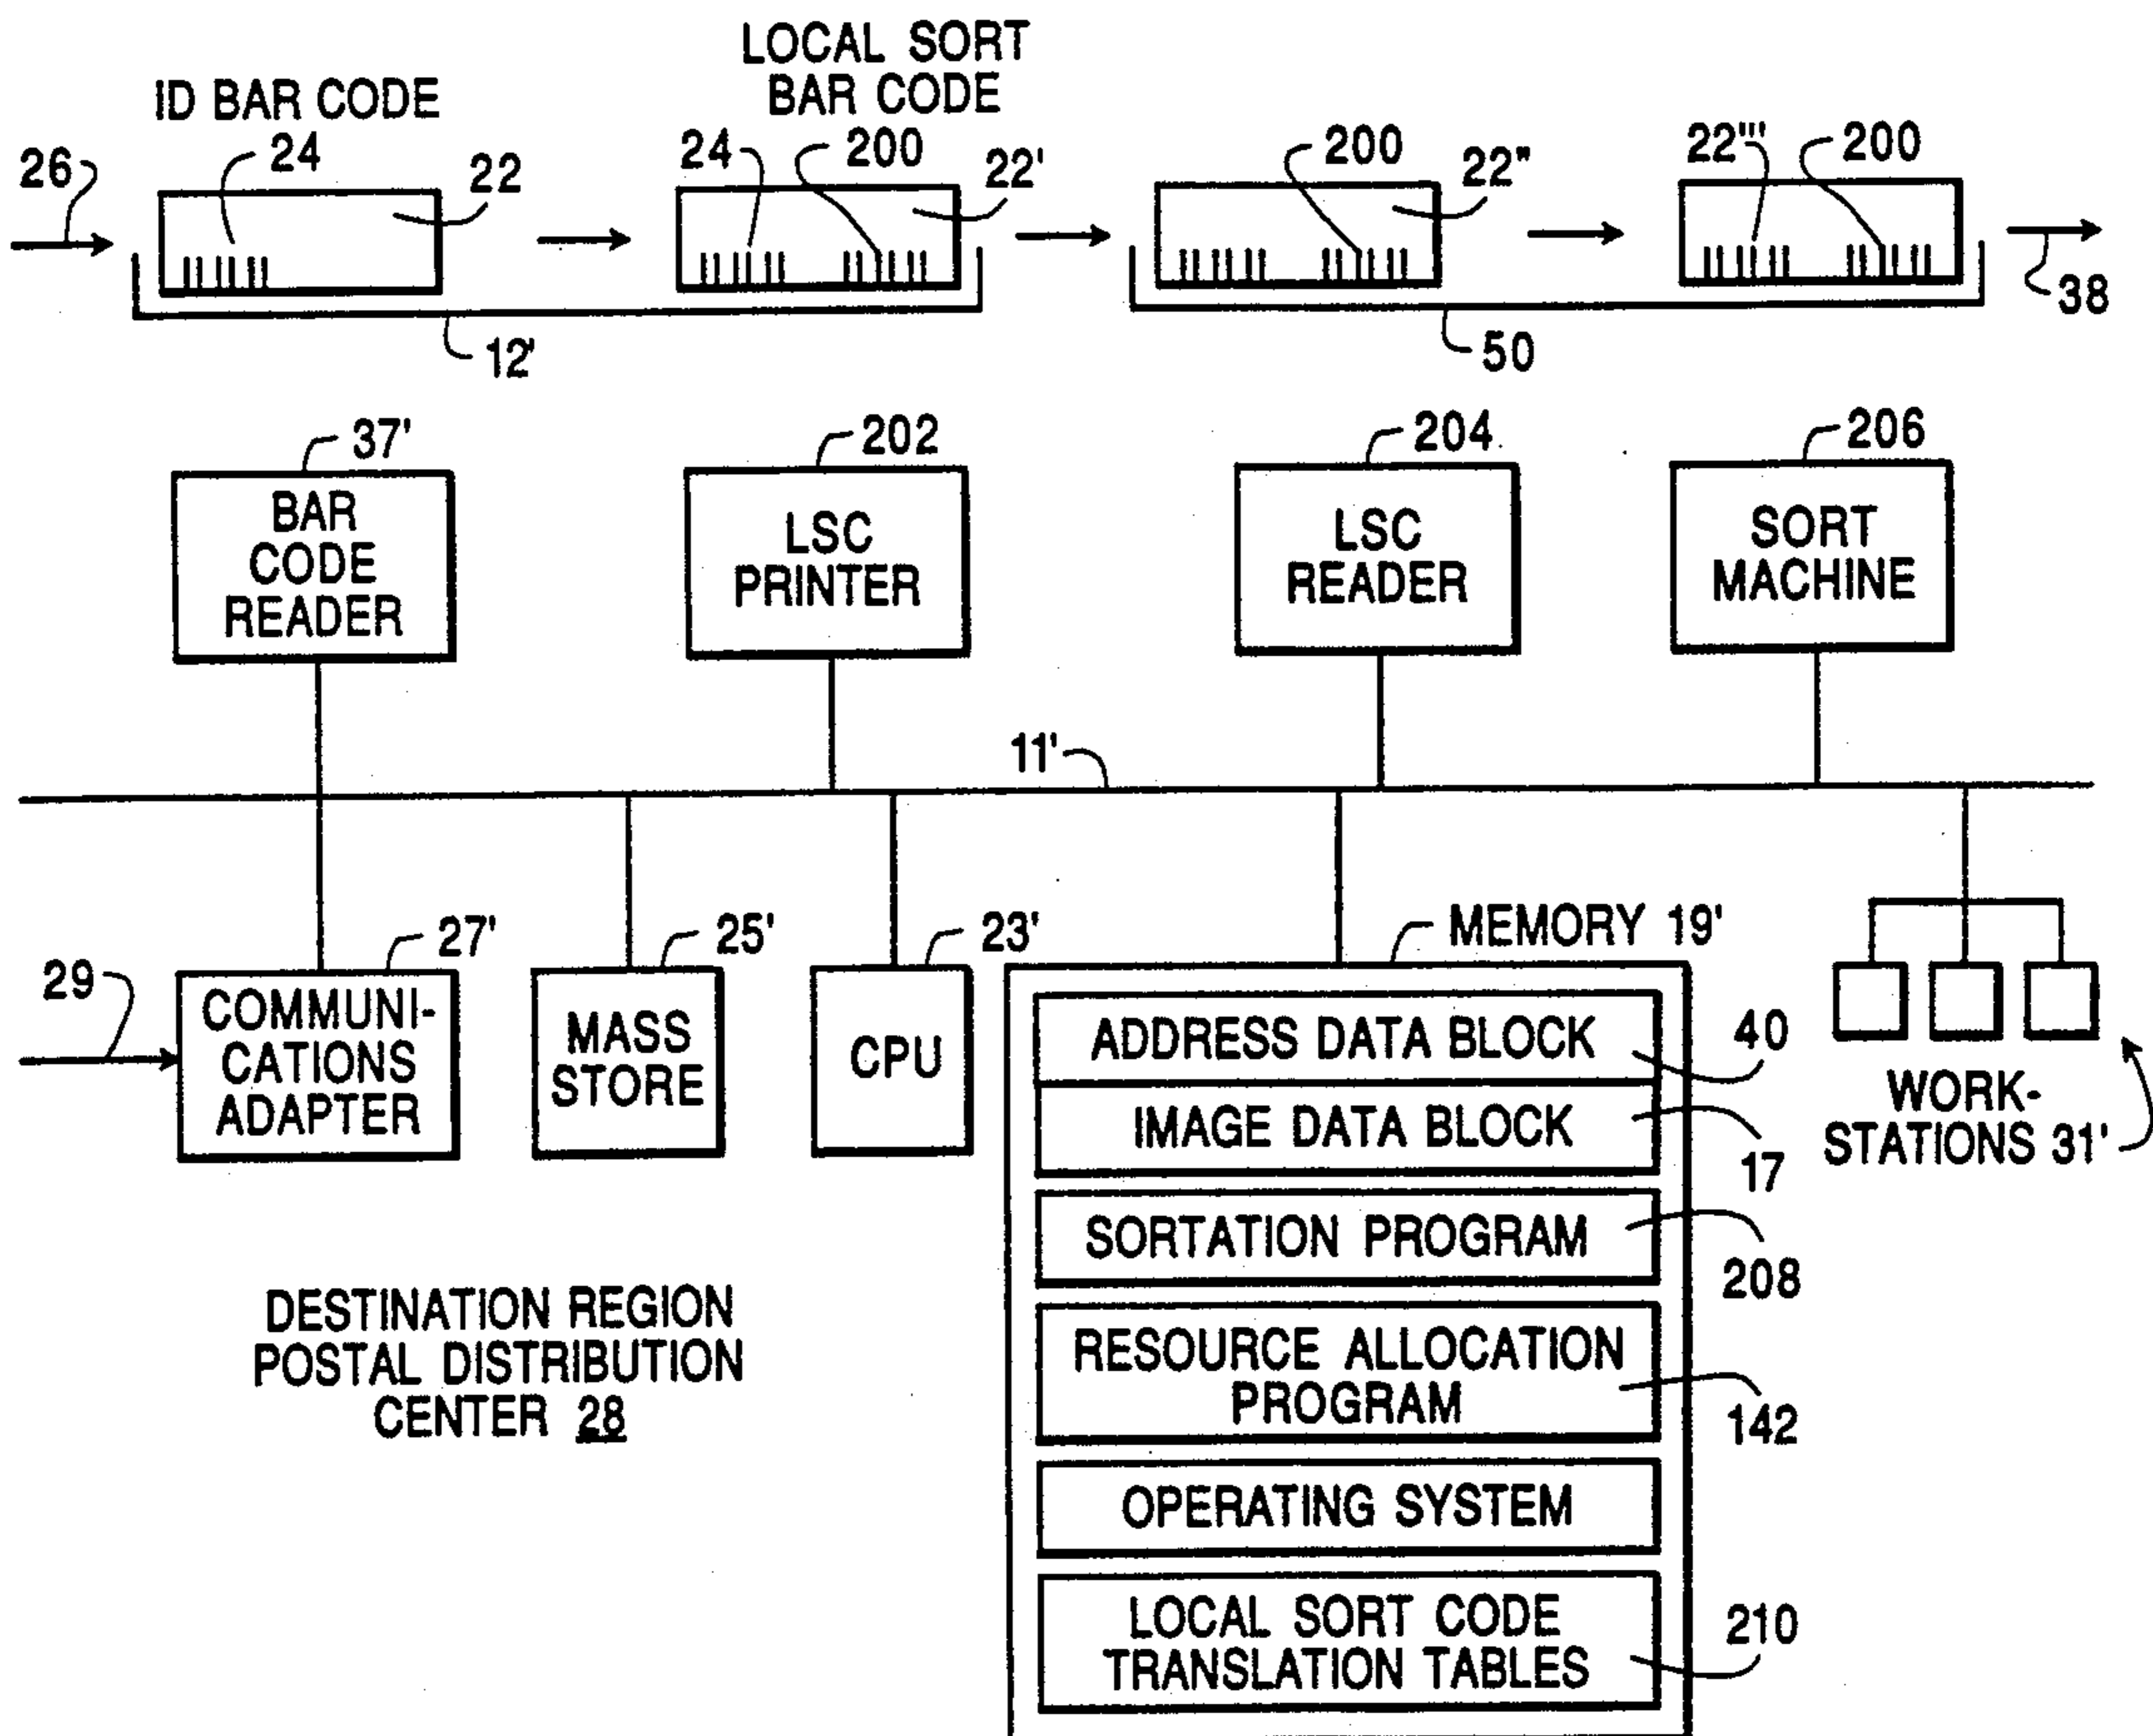 LOCAL SORT
BAR CODE
ID BAR CODE
26
24
22
24
200
22'
200
22"
22"'
200
38
12'
50
37'
202
204
206
BAR
CODE
READER
LSC
PRINTER
LSC
READER
SORT
MACHINE
11'
27'
25'
23'
MEMORY 19'
29
COMMUNI-
CATIONS
ADAPTER
MASS
STORE
CPU
ADDRESS DATA BLOCK
40
IMAGE DATA BLOCK
17
WORK-
STATIONS 31'
SORTATION PROGRAM
208
DESTINATION REGION
POSTAL DISTRIBUTION
CENTER 28
RESOURCE ALLOCATION
PROGRAM
142
OPERATING SYSTEM
LOCAL SORT CODE
TRANSLATION TABLES
210